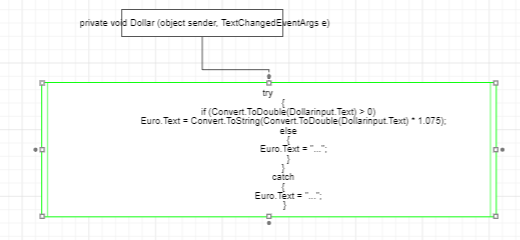 private void Dollar (object sender, TextChangedEventArgs e)
try
{
if (Convert.ToDouble(Dollarinput.Text) > 0)
Euro.Text = Convert.ToString(Convert.ToDouble(Dollarinput.Text) * 1.075);
else
{
Euro.Text = "...";
}
}
catch
{
Euro.Text = "...";
}